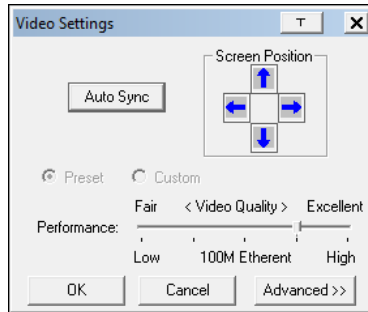 Video Settings T X
Screen Position
Auto Sync
Preset Custom
Fair < Video Quality > Excellent
Performance:
Low 100M Etherent High
OK Cancel Advanced >>